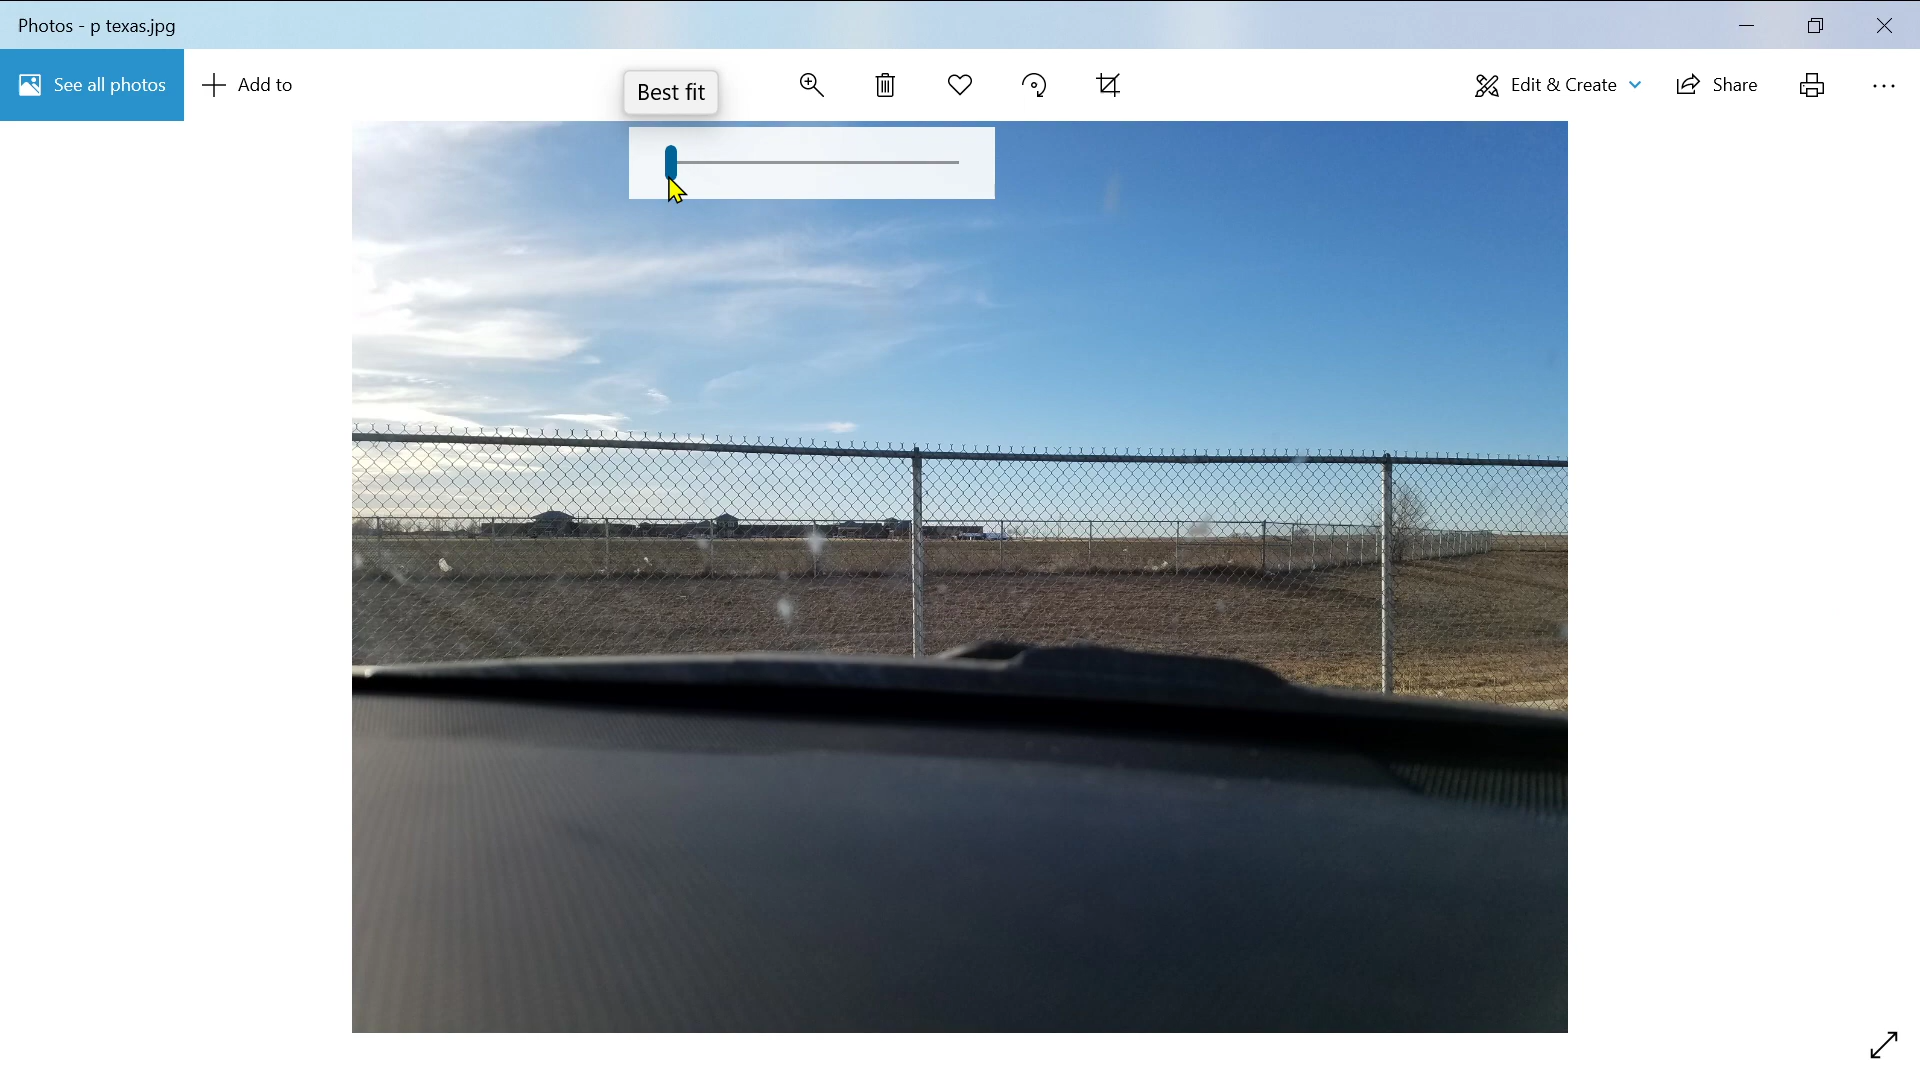 Photos - p texas.jpg
See all photos
Add to
Best fit
Edit & Create
Share